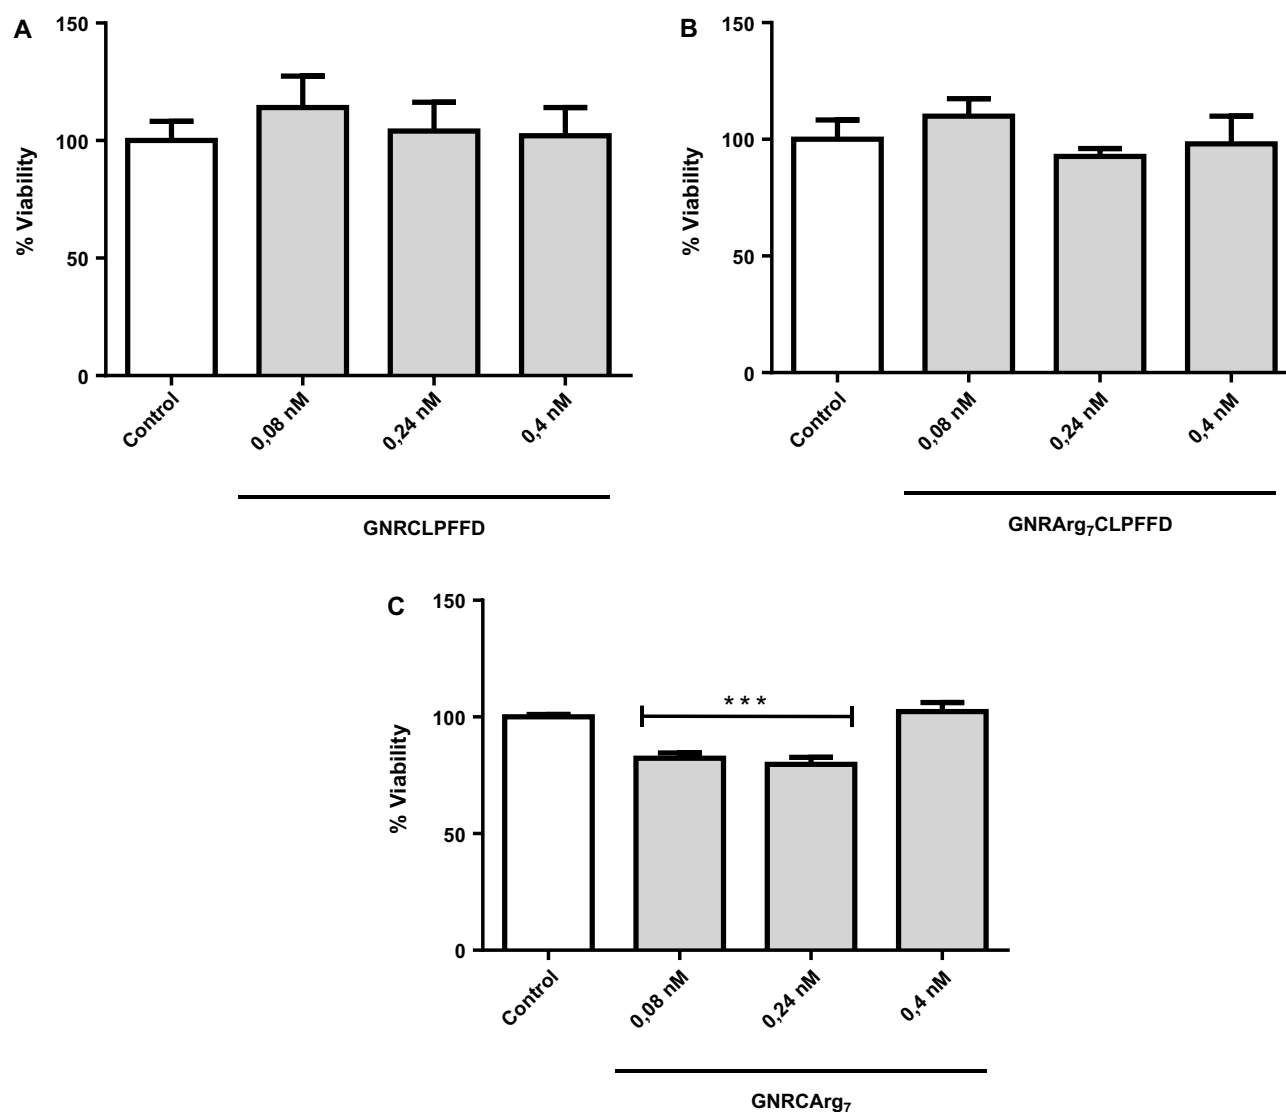 A
150
100
50
0
% Viability
Control
0,08 nM
0,24 nM
0,4 nM
GNRCLPFFD
B
150
100
50
0
% Viability
Control
0,08 nM
0,24 nM
0,4 nM
GNRArg₇CLPFFD
C
150
100
50
0
% Viability
***
Control
0,08 nM
0,24 nM
0,4 nM
GNRCArg₇